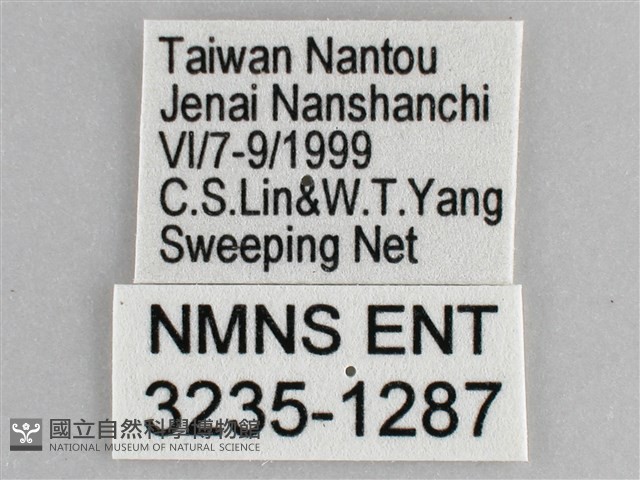 Taiwan Nantou
Jenai Nanshanchi
VI/7-9/1999
C.S.Lin&W.T.Yang
Sweeping Net
NMNS ENT
3235-1287
國立自然科學博物館
NATIONAL MUSEUM OF NATURAL SCIENCE